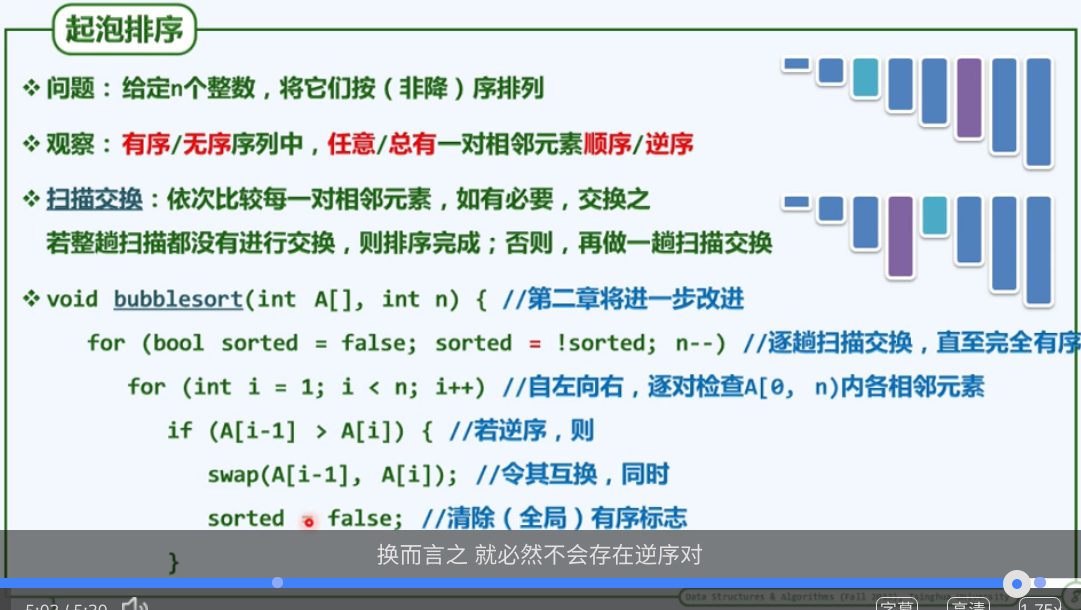 起泡排序
❖ 问题：给定n个整数，将它们按（非降）序排列
❖ 观察：有序/无序序列中，任意/总有一对相邻元素顺序/逆序
❖ 扫描交换：依次比较每一对相邻元素，如有必要，交换之
若整趟扫描都没有进行交换，则排序完成；否则，再做一趟扫描交换
❖ void bubblesort(int A[], int n) { //第二章将进一步改进
for (bool sorted = false; sorted = !sorted; n--) //逐趟扫描交换，直至完全有序
for (int i = 1; i < n; i++) //自左向右，逐对检查A[0, n)内各相邻元素
if (A[i-1] > A[i]) { //若逆序，则
swap(A[i-1], A[i]); //令其互换，同时
sorted = false; //清除（全局）有序标志
换而言之 就必然不会存在逆序对
}
Data Structures & Algorithms (Fall
University
5:03 / 5:20
字幕
高清
1.75x